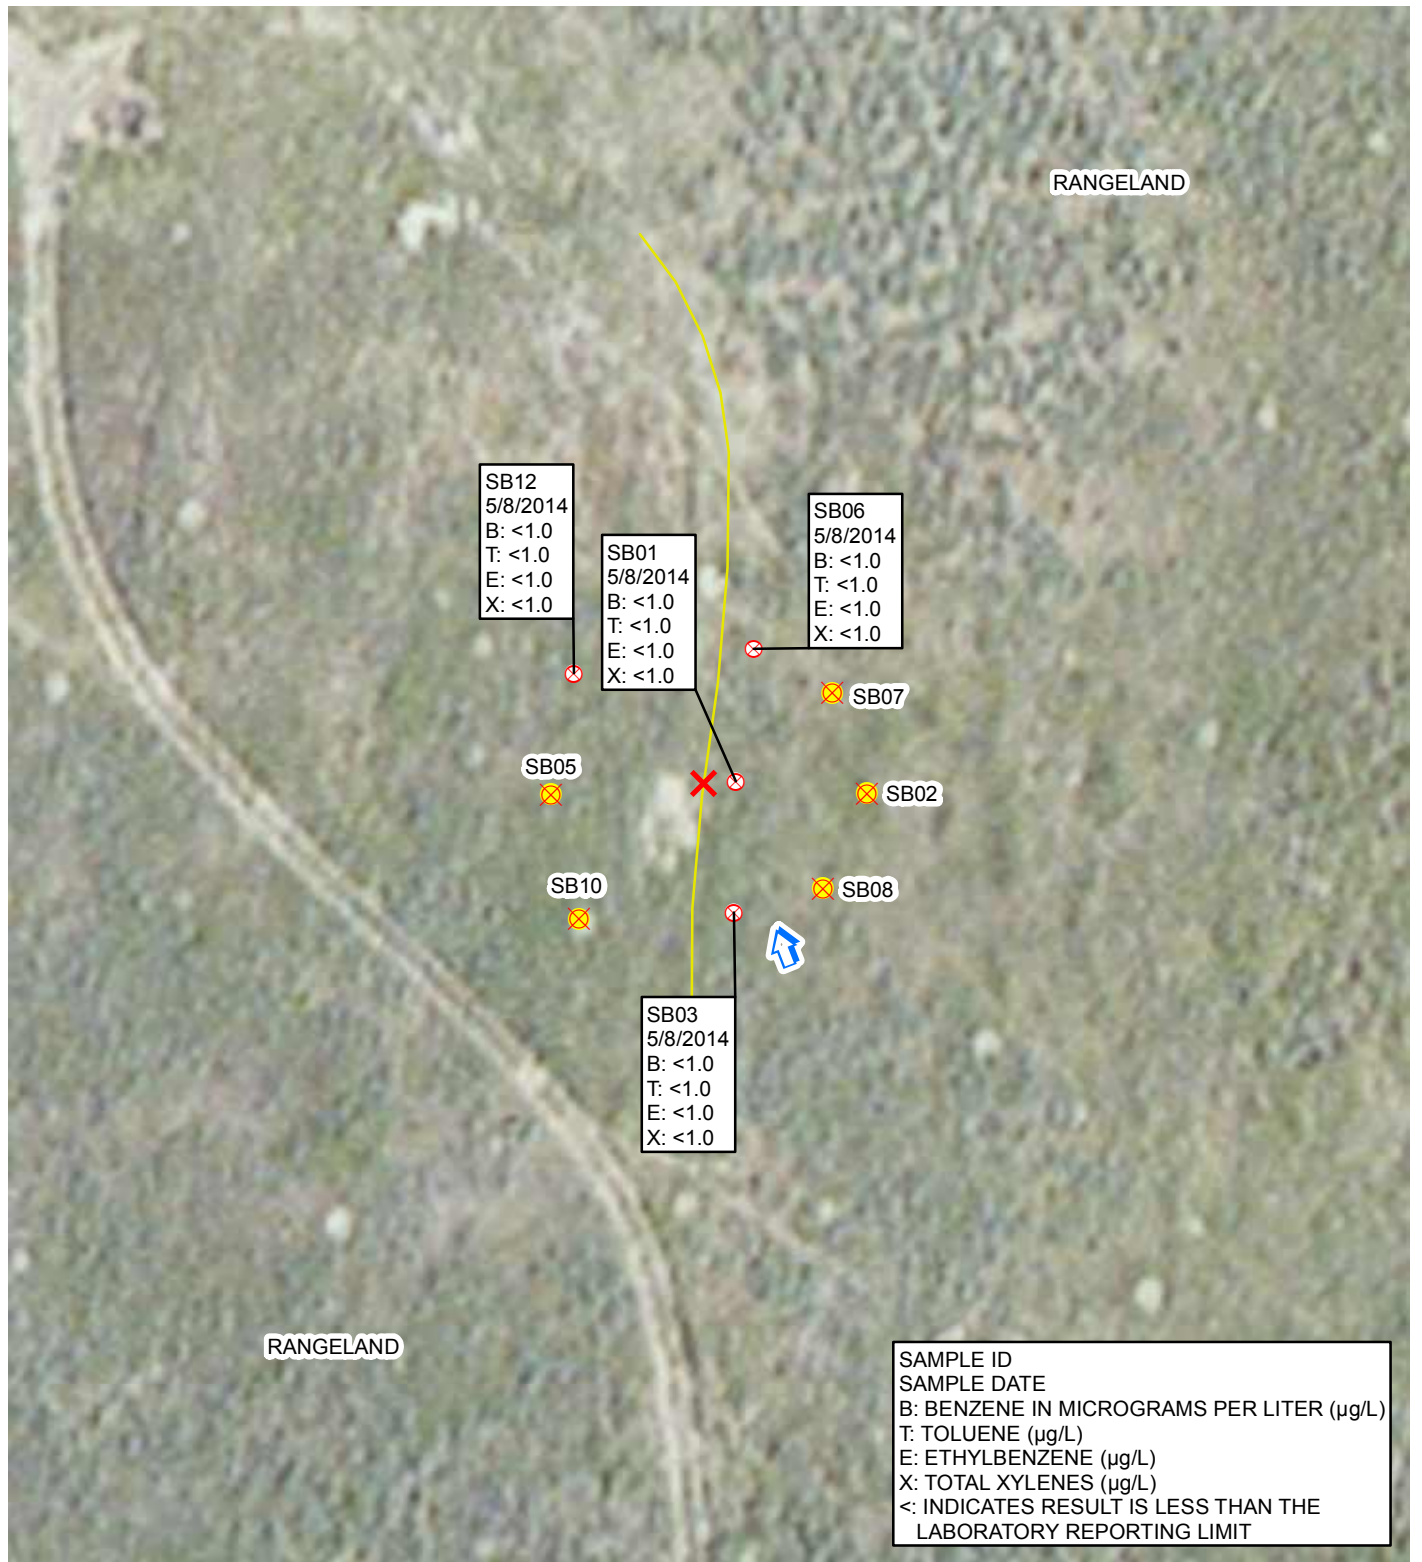 RANGELAND
SB12
5/8/2014
B: <1.0
T: <1.0
E: <1.0
X: <1.0
SB01
5/8/2014
B: <1.0
T: <1.0
E: <1.0
X: <1.0
SB06
5/8/2014
B: <1.0
T: <1.0
E: <1.0
X: <1.0
SB07
SB05
SB02
SB10
SB08
SB03
5/8/2014
B: <1.0
T: <1.0
E: <1.0
X: <1.0
RANGELAND
SAMPLE ID
SAMPLE DATE
B: BENZENE IN MICROGRAMS PER LITER (µg/L)
T: TOLUENE (µg/L)
E: ETHYLBENZENE (µg/L)
X: TOTAL XYLENES (µg/L)
<: INDICATES RESULT IS LESS THAN THE
LABORATORY REPORTING LIMIT